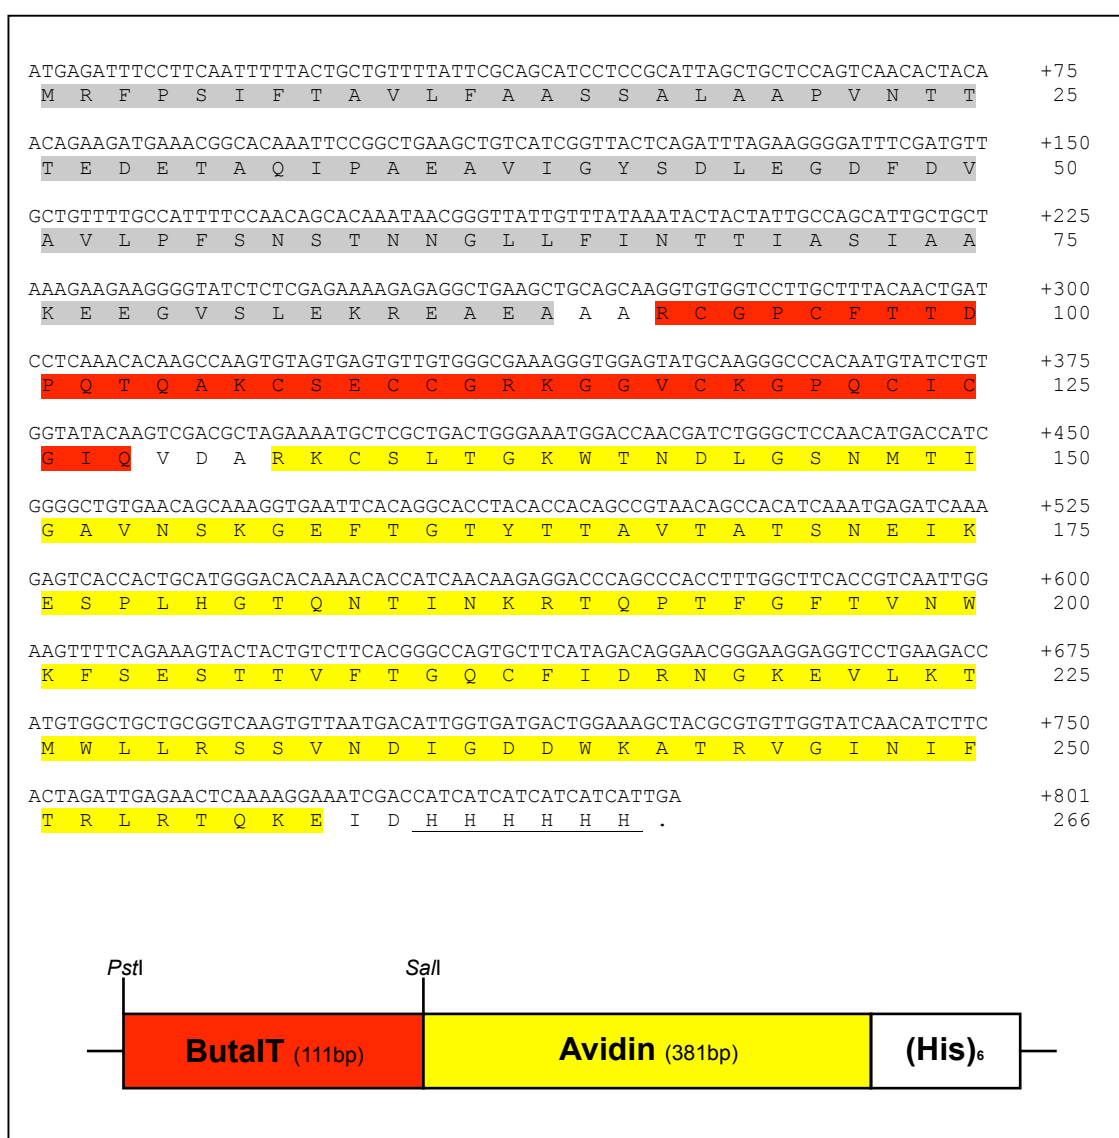 ATGAGATTTCCTTCAATTTTTACTGCTGTTTTATTCGCAGCATCCTCCGCATTAGCTGCTCCAGTCAACACTACA +75
M R F P S I F T A V L F A A S S A L A A P V N T T 25
ACAGAAGATGAAACGGCACAAATTCCGGCTGAAGCTGTCATCGGTTACTCAGATTTAGAAGGGGATTTCGATGTT +150
T E D E T A Q I P A E A V I G Y S D L E G D F D V 50
GCTGTTTTGCCATTTTCCAACAGCACAAATAACGGGTTATTGTTTATAAATACTACTATTGCCAGCATTGCTGCT +225
A V L P F S N S T N N G L L F I N T T I A S I A A 75
AAAGAAGAAGGGGTATCTCTCGAGAAAAGAGAGGCTGAAGCTGCAGCAAGGTGTGGTCCTTGCTTTACAACTGAT +300
K E E G V S L E K R E A E A A A R C G P C F T T D 100
CCTCAAACACAAGCCAAGTGTAGTGAGTGTTGTGGGCGAAAGGGTGGAGTATGCAAGGGCCCACAATGTATCTGT +375
P Q T Q A K C S E C C G R K G G V C K G P Q C I C 125
GGTATACAAGTCGACGCTAGAAAATGCTCGCTGACTGGGAAATGGACCAACGATCTGGGCTCCAACATGACCATC +450
G I Q V D A R K C S L T G K W T N D L G S N M T I 150
GGGGCTGTGAACAGCAAAGGTGAATTCACAGGCACCTACACCACAGCCGTAACAGCCACATCAAATGAGATCAAA +525
G A V N S K G E F T G T Y T T A V T A T S N E I K 175
GAGTCACCACTGCATGGGACACAAAACACCATCAACAAGAGGACCCAGCCCACCTTTGGCTTCACCGTCAATTGG +600
E S P L H G T Q N T I N K R T Q P T F G F T V N W 200
AAGTTTTCAGAAAGTACTACTGTCTTCACGGGCCAGTGCTTCATAGACAGGAACGGGAAGGAGGTCCTGAAGACC +675
K F S E S T T V F T G Q C F I D R N G K E V L K T 225
ATGTGGCTGCTGCGGTCAAGTGTTAATGACATTGGTGATGACTGGAAAGCTACGCGTGTTGGTATCAACATCTTC +750
M W L L R S S V N D I G D D W K A T R V G I N I F 250
ACTAGATTGAGAACTCAAAAGGAAATCGACCATCATCATCATCATCATTGA +801
T R L R T Q K E I D H H H H H H . 266
PstI SalI
ButaIT (111bp) Avidin (381bp) (His)₆